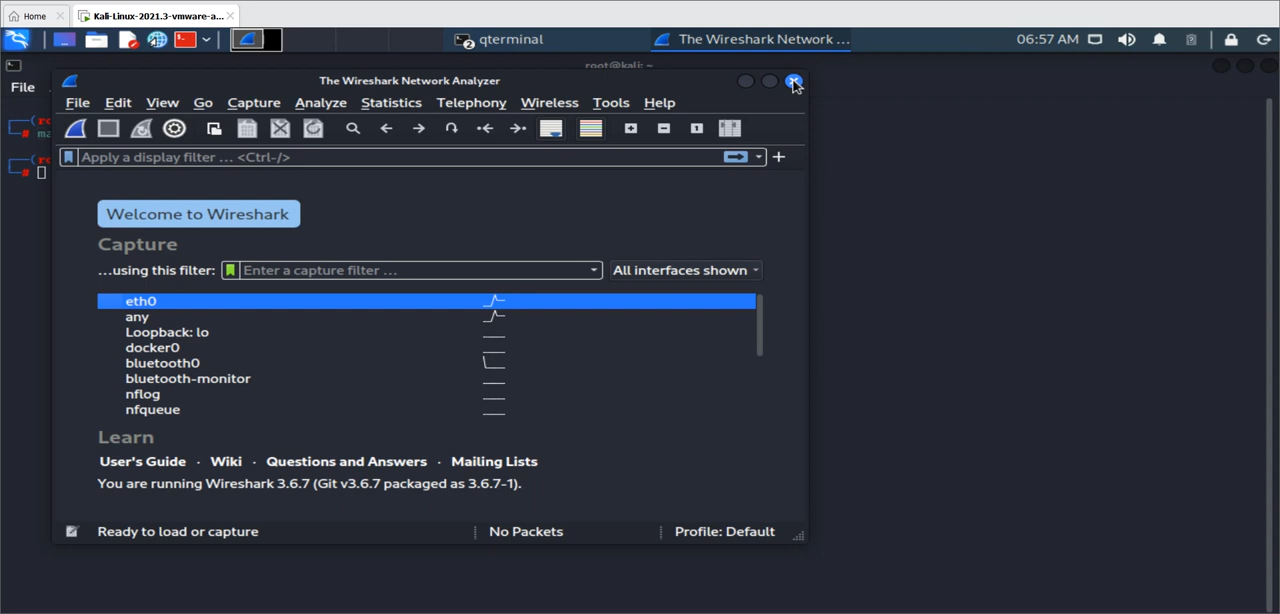 Home
Kali-Linux-2021.3-vmware-a...
qterminal
2
The Wireshark Network ...
06:57 AM
root@kali: ~
File
The Wireshark Network Analyzer
File Edit View Go Capture Analyze Statistics Telephony Wireless Tools Help
Apply a display filter ... <Ctrl-/>
Welcome to Wireshark
Capture
...using this filter: Enter a capture filter ... All interfaces shown
eth0
any
Loopback: lo
docker0
bluetooth0
bluetooth-monitor
nflog
nfqueue
Learn
User's Guide · Wiki · Questions and Answers · Mailing Lists
You are running Wireshark 3.6.7 (Git v3.6.7 packaged as 3.6.7-1).
Ready to load or capture No Packets Profile: Default